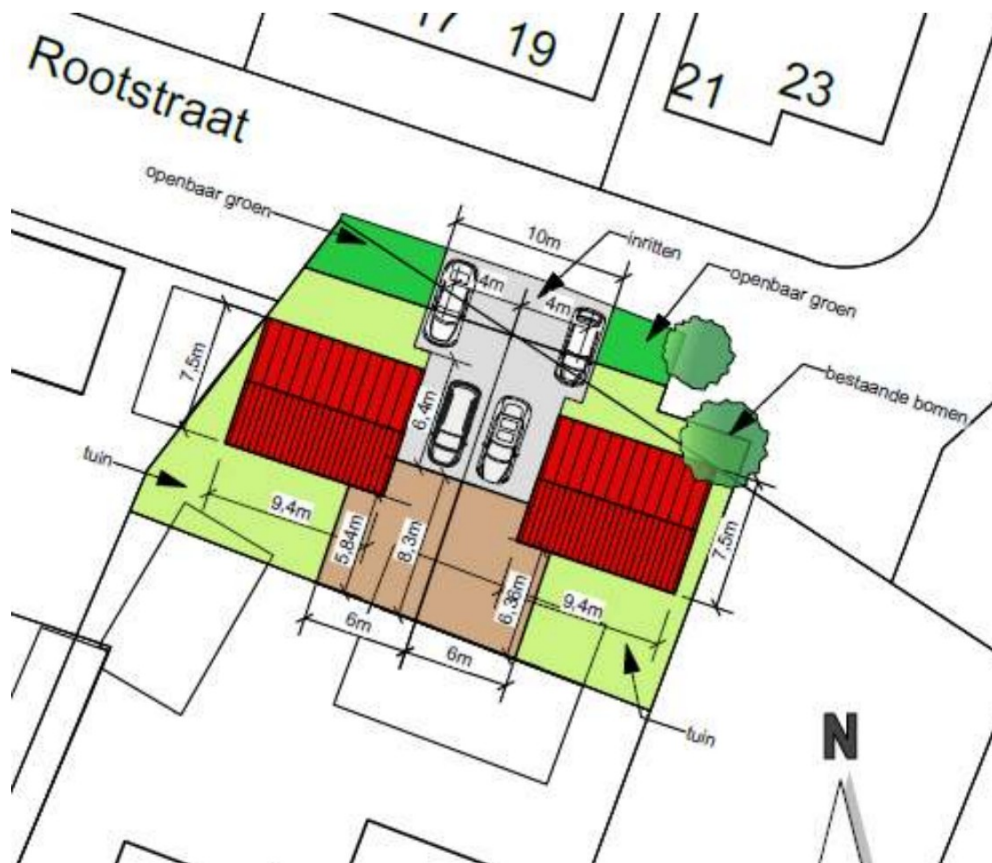 17
19
21
23
Rootstraat
openbaar groen
10m
inritten
4m
4m
openbaar groen
7,5m
6,4m
bestaande bomen
tuin
9,4m
5,84m
8,3m
6,36m
9,4m
7,5m
6m
6m
tuin
N